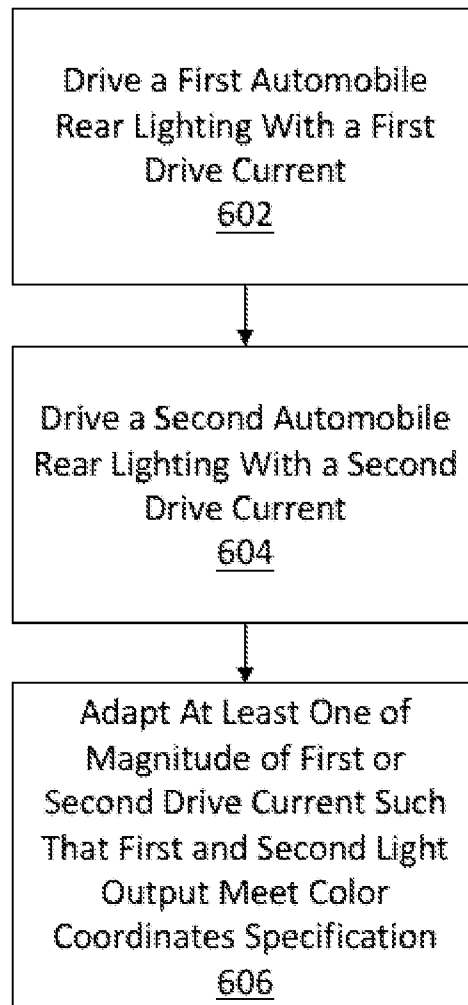 Drive a First Automobile
Rear Lighting With a First
Drive Current
602
Drive a Second Automobile
Rear Lighting With a Second
Drive Current
604
Adapt At Least One of
Magnitude of First or
Second Drive Current Such
That First and Second Light
Output Meet Color
Coordinates Specification
606